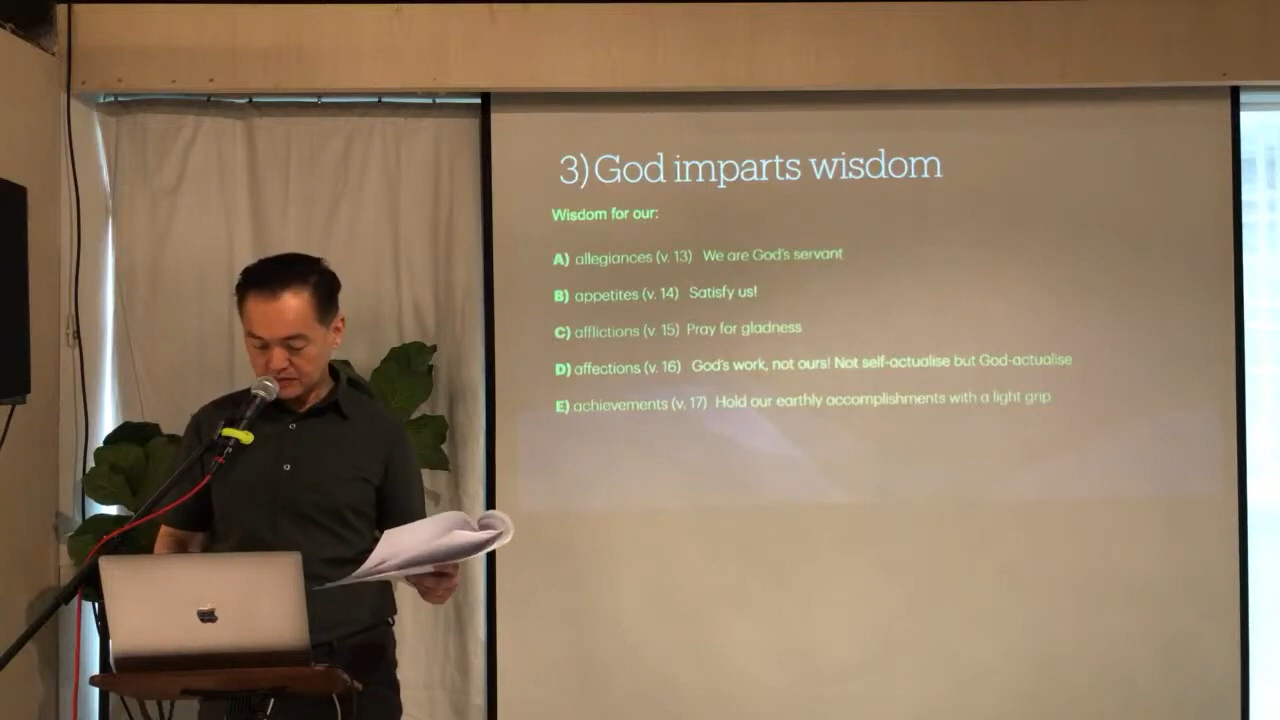 3) God imparts wisdom
Wisdom for our:
A) allegiances (v. 13) We are God's servant
B) appetites (v. 14) Satisfy us!
C) afflictions (v. 15) Pray for gladness
D) affections (v. 16) God's work, not ours! Not self-actualise but God-actualise
E) achievements (v. 17) Hold our earthly accomplishments with a light grip